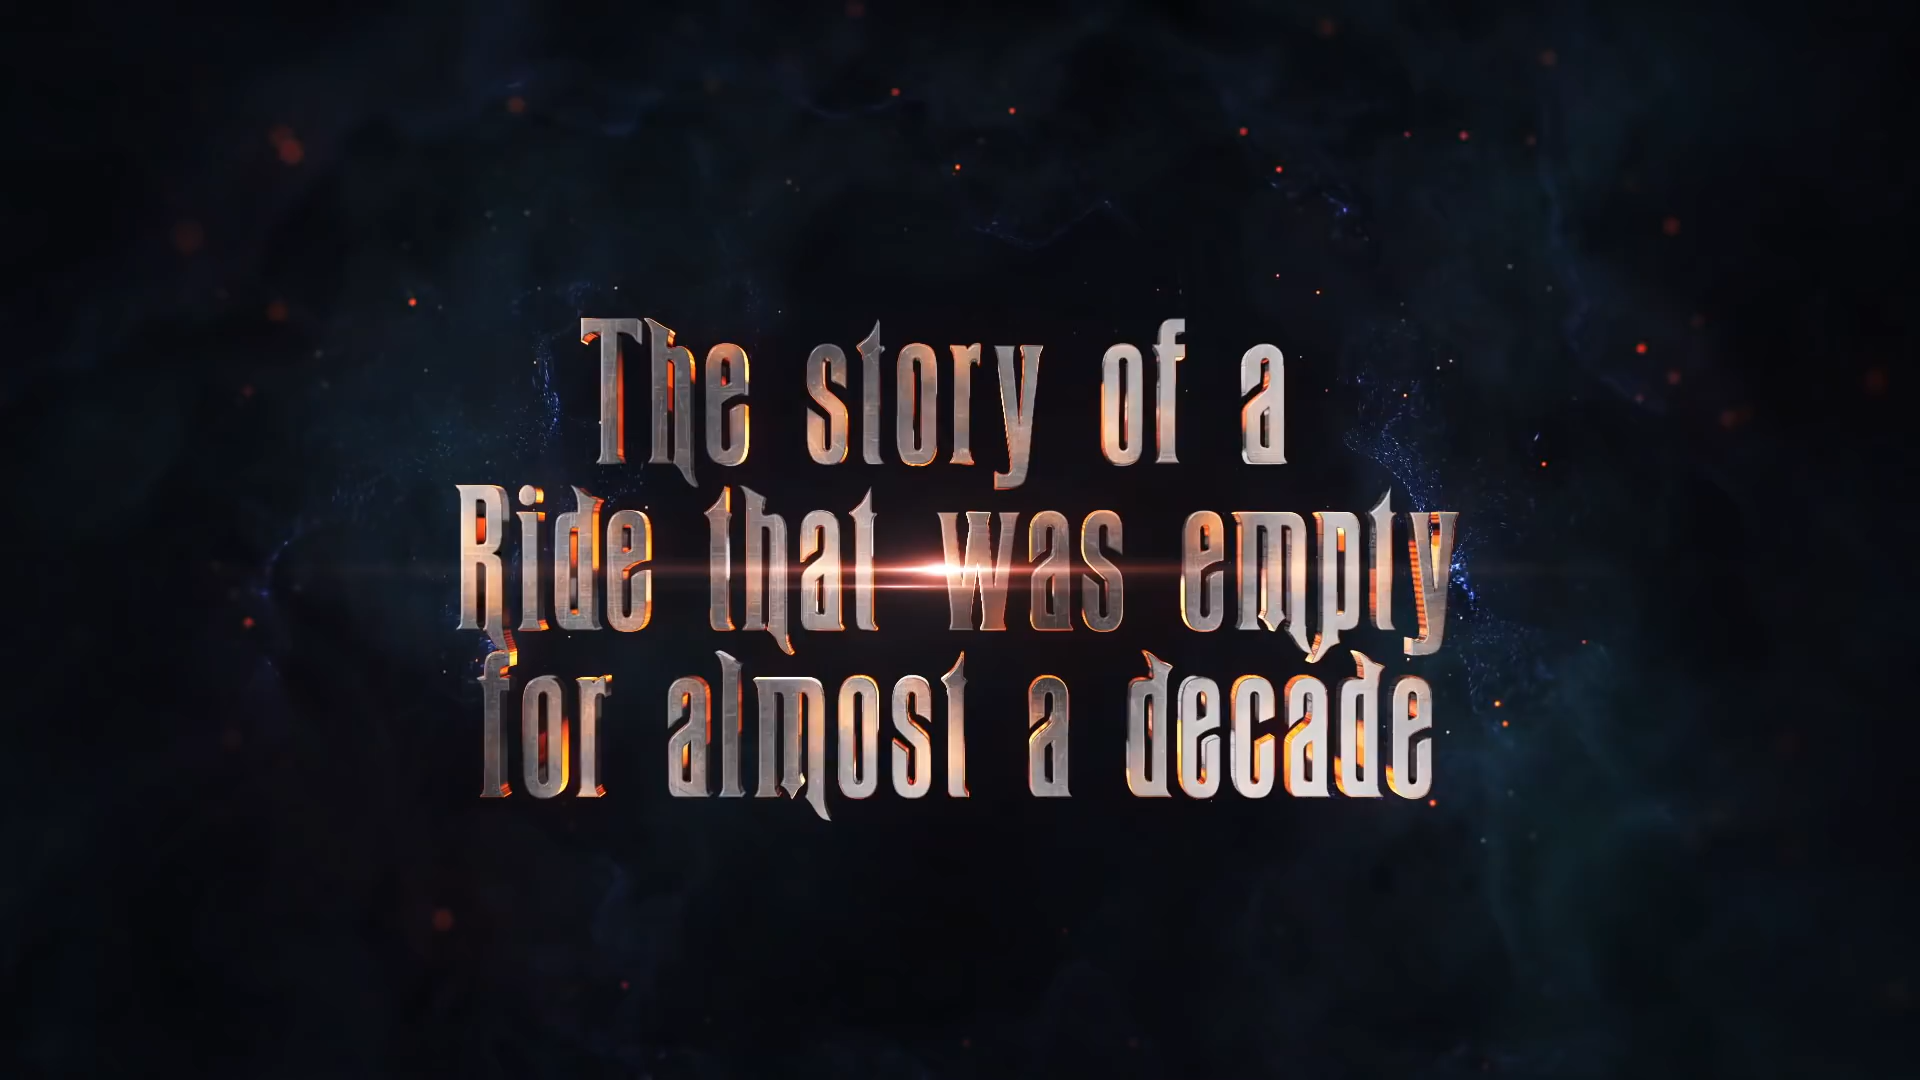 The story of a
Ride that was empty
for almost a decade